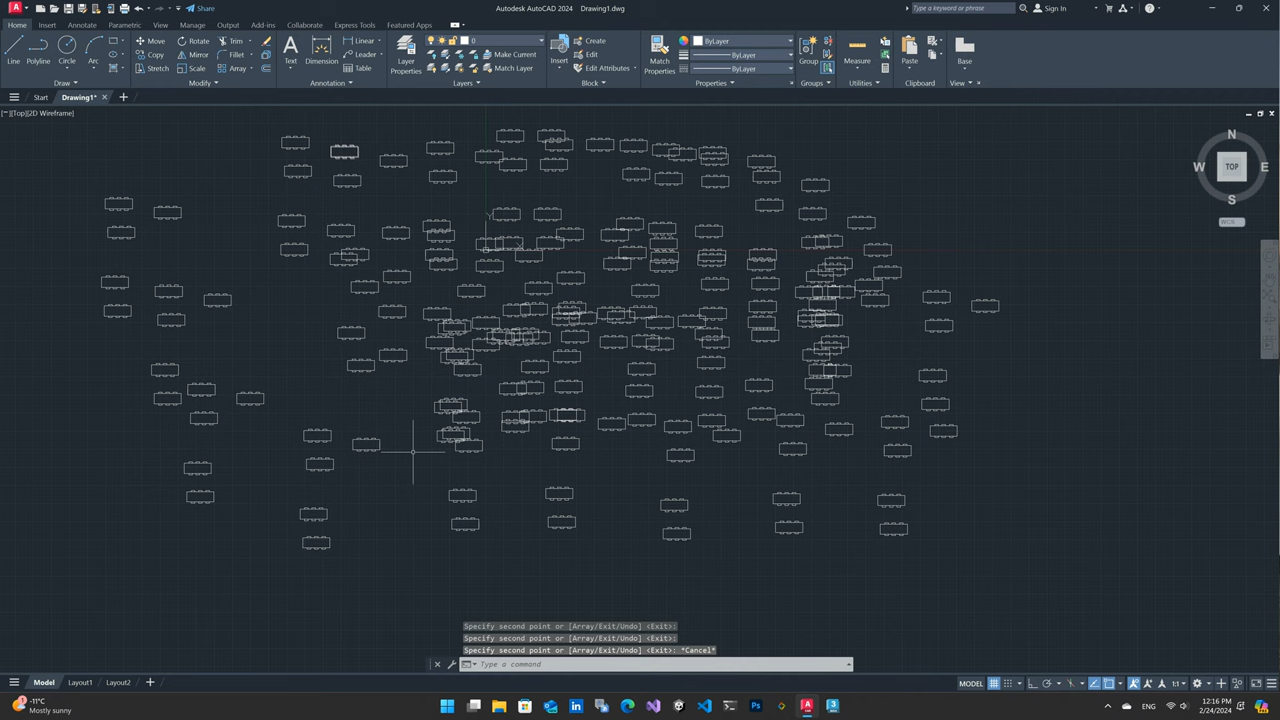 Share
Autodesk AutoCAD 2024 Drawing1.dwg
Type a keyword or phrase
Sign In
Home Insert Annotate Parametric View Manage Output Add-ins Collaborate Express Tools Featured Apps
Line Polyline Circle Arc
Move Rotate Trim
Copy Mirror Fillet
Stretch Scale Array
Text Dimension
Linear
Leader
Table
Layer
Properties
0
Make Current
Match Layer
Insert
Create
Edit
Edit Attributes
Match
Properties
ByLayer
ByLayer
ByLayer
Group
Measure
Paste
Base
Draw Modify Annotation Layers Block Properties Groups Utilities Clipboard View
Start Drawing1*
[−][Top][2D Wireframe]
N
W TOP E
S
WCS
Y
X
Specify second point or [Array/Exit/Undo] <Exit>:
Specify second point or [Array/Exit/Undo] <Exit>:
Specify second point or [Array/Exit/Undo] <Exit>: *Cancel*
Type a command
Model Layout1 Layout2
MODEL
1:1
-11°C
Mostly sunny
12:16 PM
2/24/2024